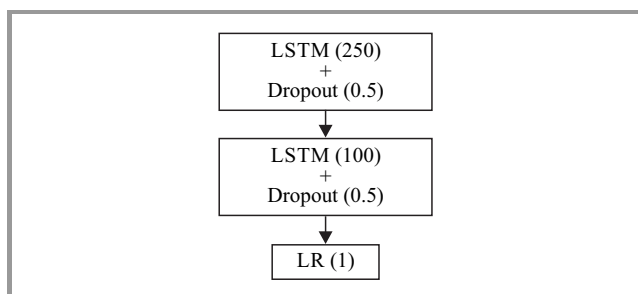 LSTM (250)
+
Dropout (0.5)
LSTM (100)
+
Dropout (0.5)
LR (1)